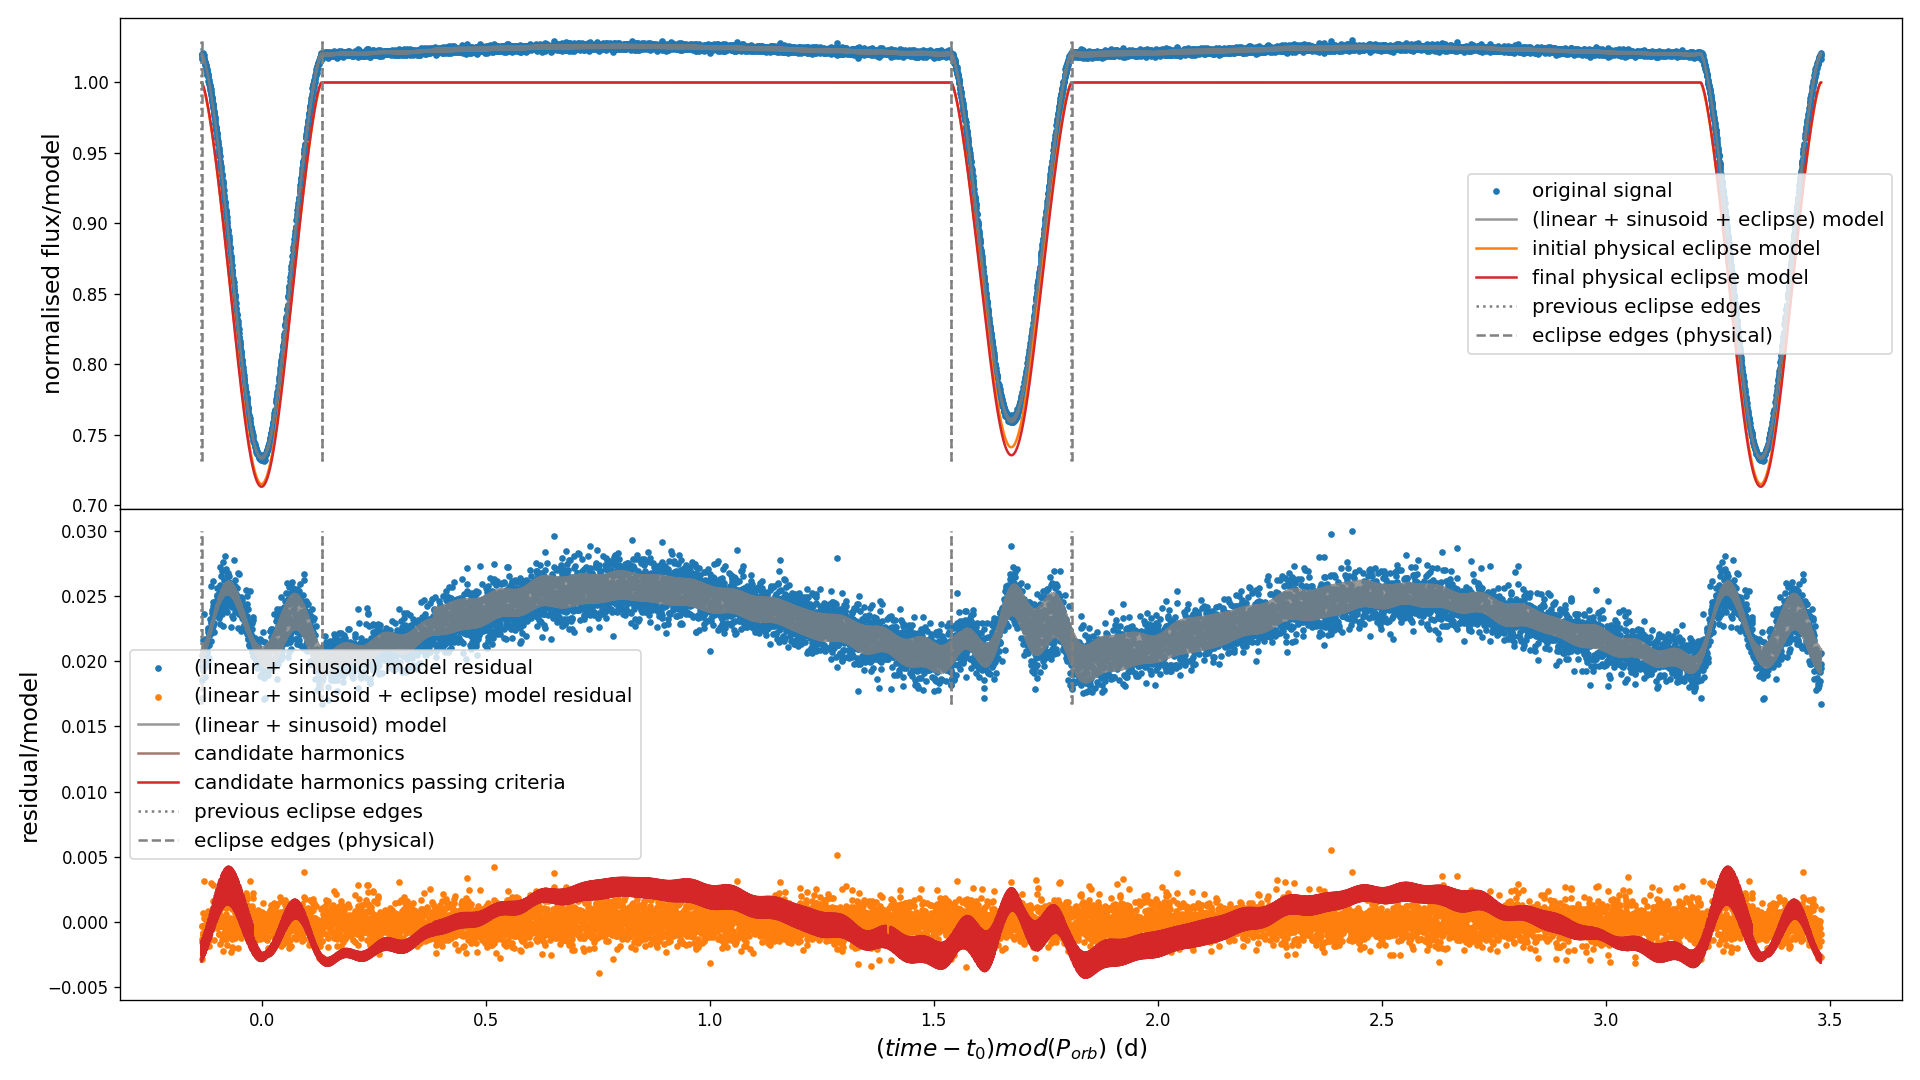 normalised flux/model
1.00
0.95
0.90
0.85
0.80
0.75
0.70
original signal
(linear + sinusoid + eclipse) model
initial physical eclipse model
final physical eclipse model
previous eclipse edges
eclipse edges (physical)
residual/model
0.030
0.025
0.020
0.015
0.010
0.005
0.000
−0.005
(linear + sinusoid) model residual
(linear + sinusoid + eclipse) model residual
(linear + sinusoid) model
candidate harmonics
candidate harmonics passing criteria
previous eclipse edges
eclipse edges (physical)
0.0 0.5 1.0 1.5 2.0 2.5 3.0 3.5
(time − t₀)mod(Pₒᵣb) (d)